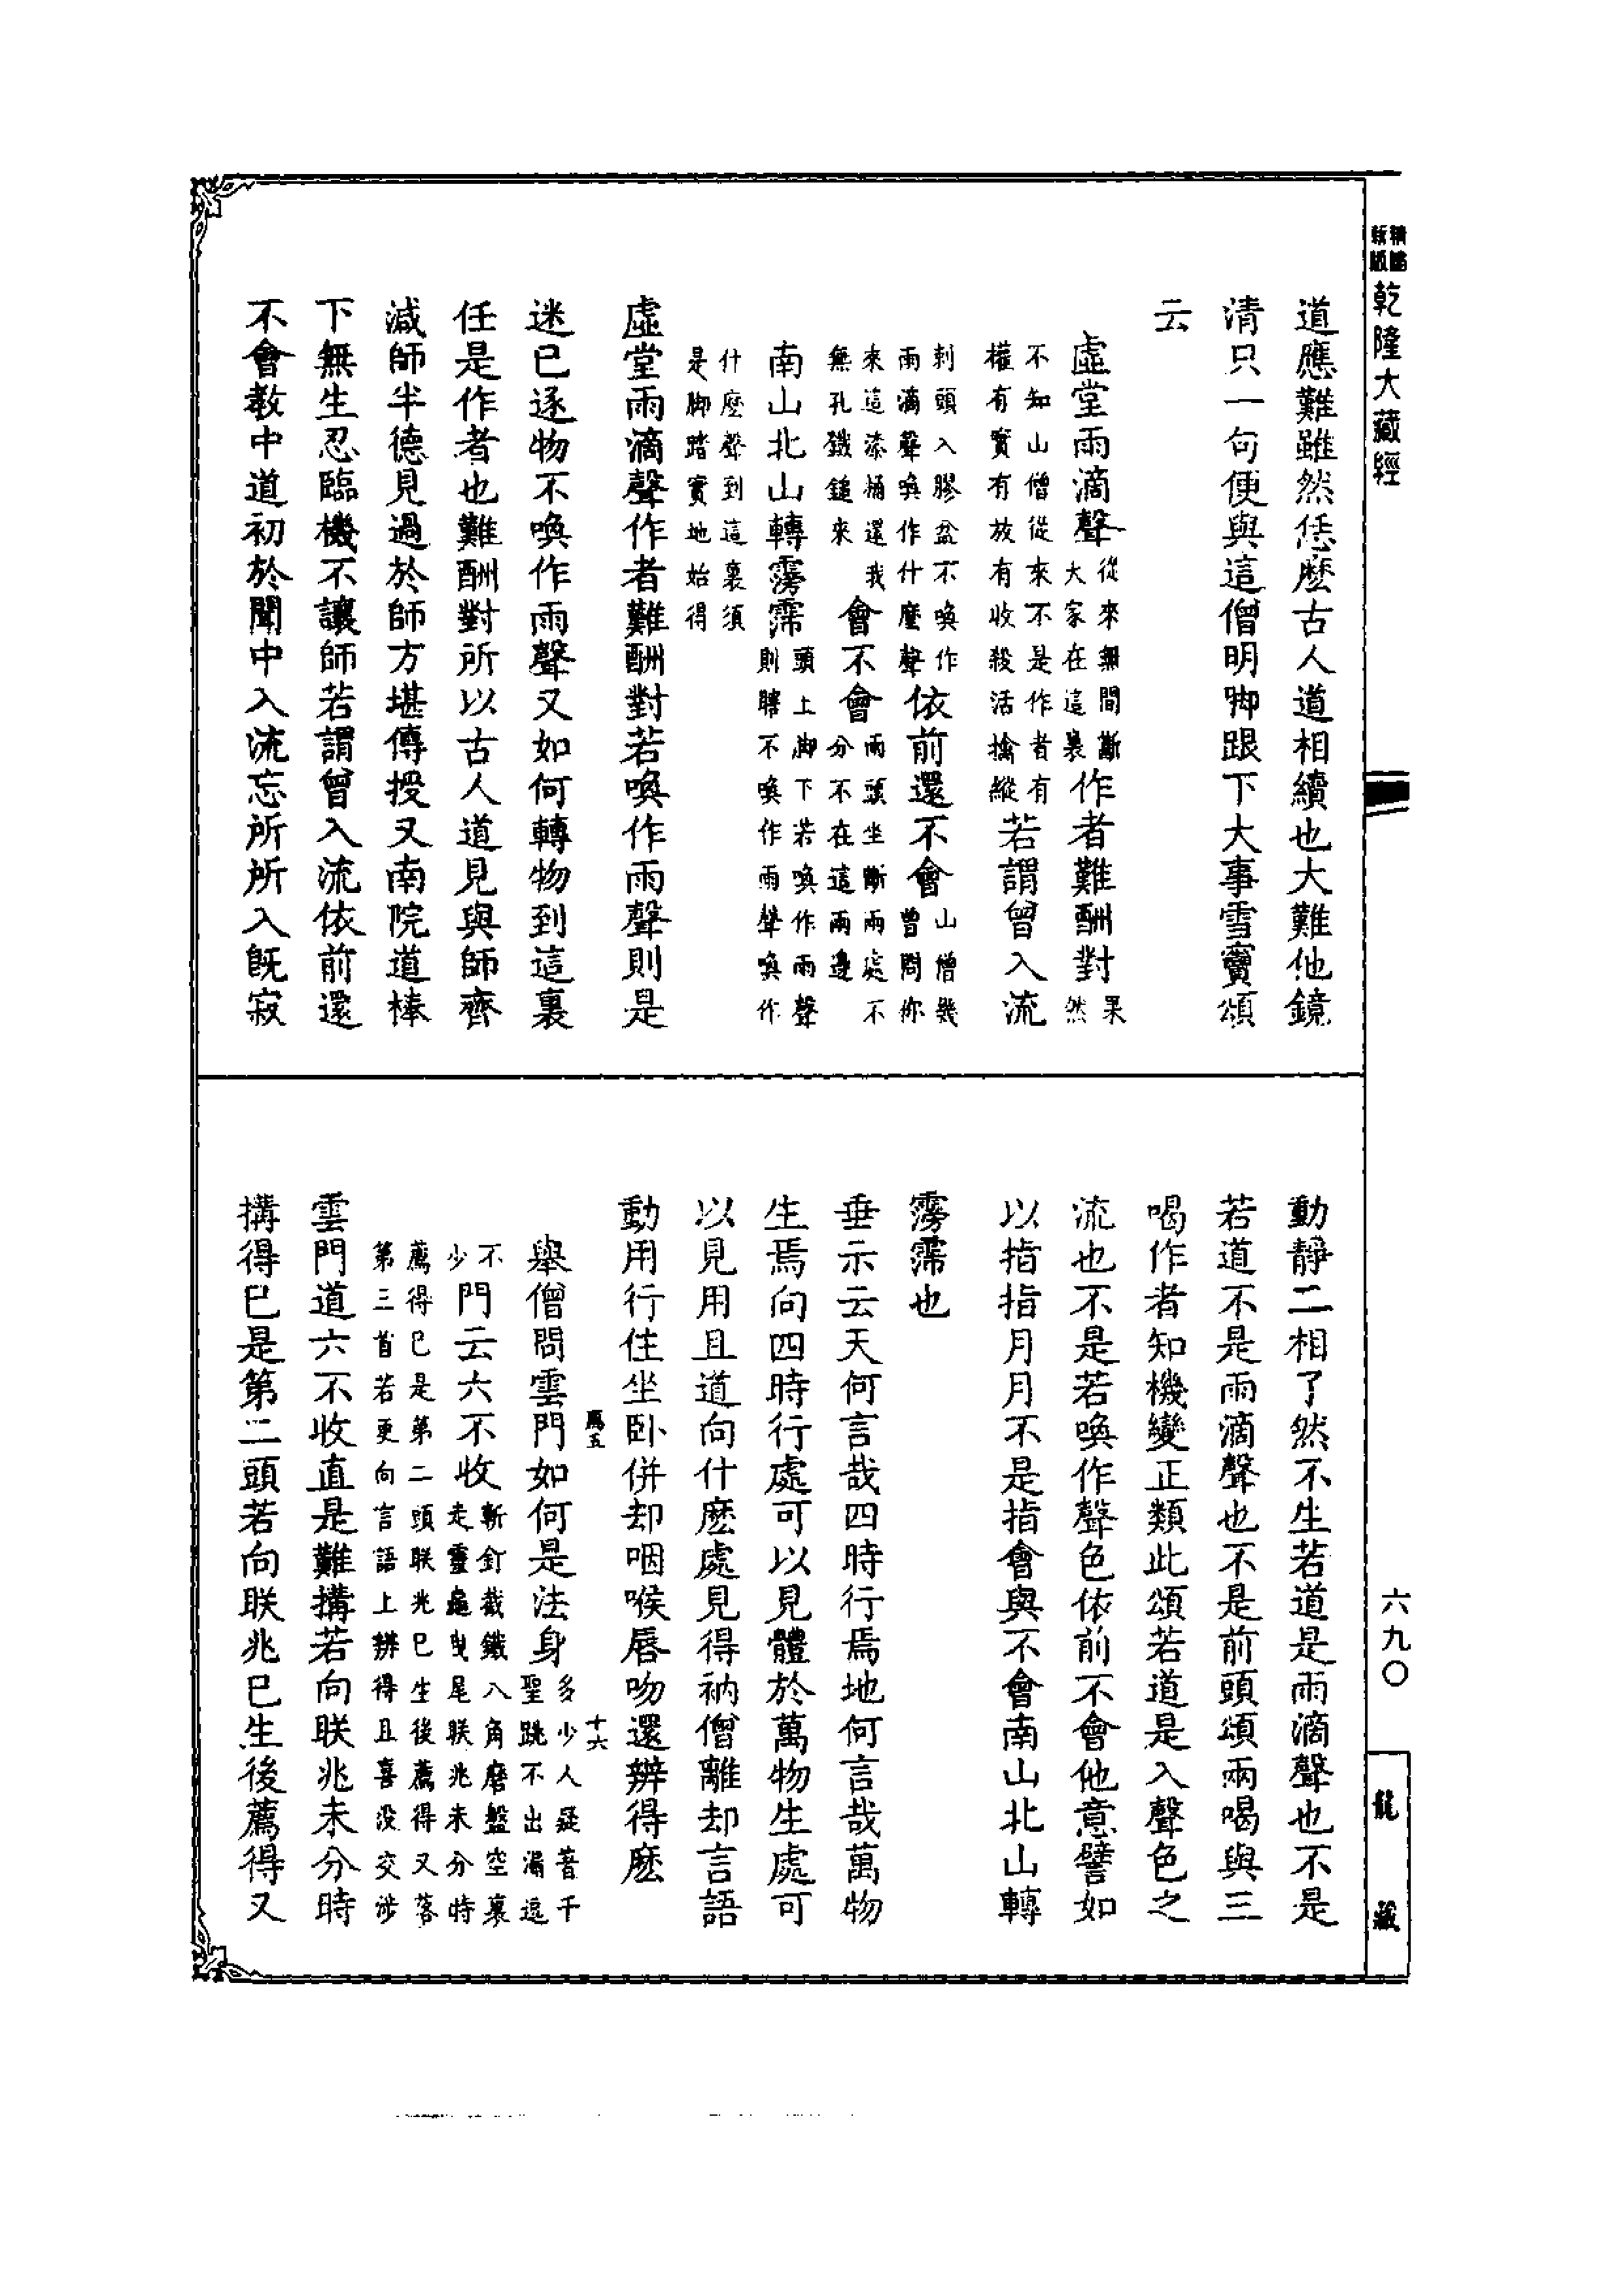 新版
乾隆大藏經
六九〇
龍藏
道應難雖然恁麼古人道相續也大難他鏡
清只一句便與這僧明脚跟下大事雪竇頌
云
虛堂雨滴聲從來無間斷大家在這裏作者難酬對果然
不知山僧從來不是作者有權有實有放有收殺活擒縱若謂曾入流
刺頭入膠盆不喚作雨滴聲喚作什麼聲依前還不會山僧幾曾問你
來這漆桶還我無孔鐵鎚來會不會兩頭坐斷兩處不分不在這兩邊
南山北山轉霶霈頭上脚下若喚作雨聲則瞎不喚作雨聲喚作
什麼聲到這裏須是脚踏實地始得
虛堂雨滴聲作者難酬對若喚作雨聲則是
迷已逐物不喚作雨聲又如何轉物到這裏
任是作者也難酬對所以古人道見與師齊
減師半德見過於師方堪傳授又南院道棒
下無生忍臨機不讓師若謂曾入流依前還
不會教中道初於聞中入流忘所所入既寂
動靜二相了然不生若道是雨滴聲也不是
若道不是雨滴聲也不是前頭頌兩喝與三
喝作者知機變正類此頌若道是入聲色之
流也不是若喚作聲色依前不會他意譬如
以指指月月不是指會與不會南山北山轉
霶霈也
垂示云天何言哉四時行焉地何言哉萬物
生焉向四時行處可以見體於萬物生處可
以見用且道向什麼處見得衲僧離却言語
動用行住坐臥併却咽喉唇吻還辨得麼
五
十六
舉僧問雲門如何是法身多少人疑著千聖跳不出漏逗
不少門云六不收斬釘截鐵八角磨盤空裏走靈龜曳尾朕兆未分時
薦得已是第二頭朕兆已生後薦得又落第三首若更向言語上辨得且喜沒交涉
雲門道六不收直是難搆若向朕兆未分時
搆得已是第二頭若向朕兆已生後薦得又